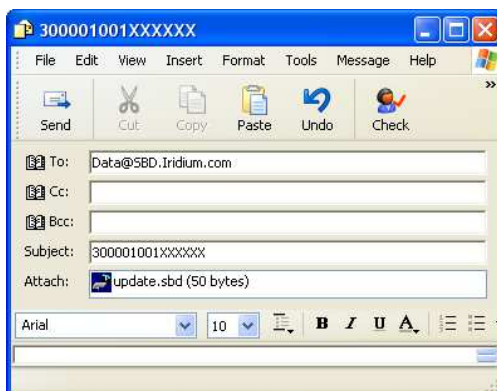 300001001XXXXXX
File Edit View Insert Format Tools Message Help
»
Send Cut Copy Paste Undo Check
To: Data@SBD.Iridium.com
Cc:
Bcc:
Subject: 300001001XXXXXX
Attach: update.sbd (50 bytes)
Arial 10 B I U A